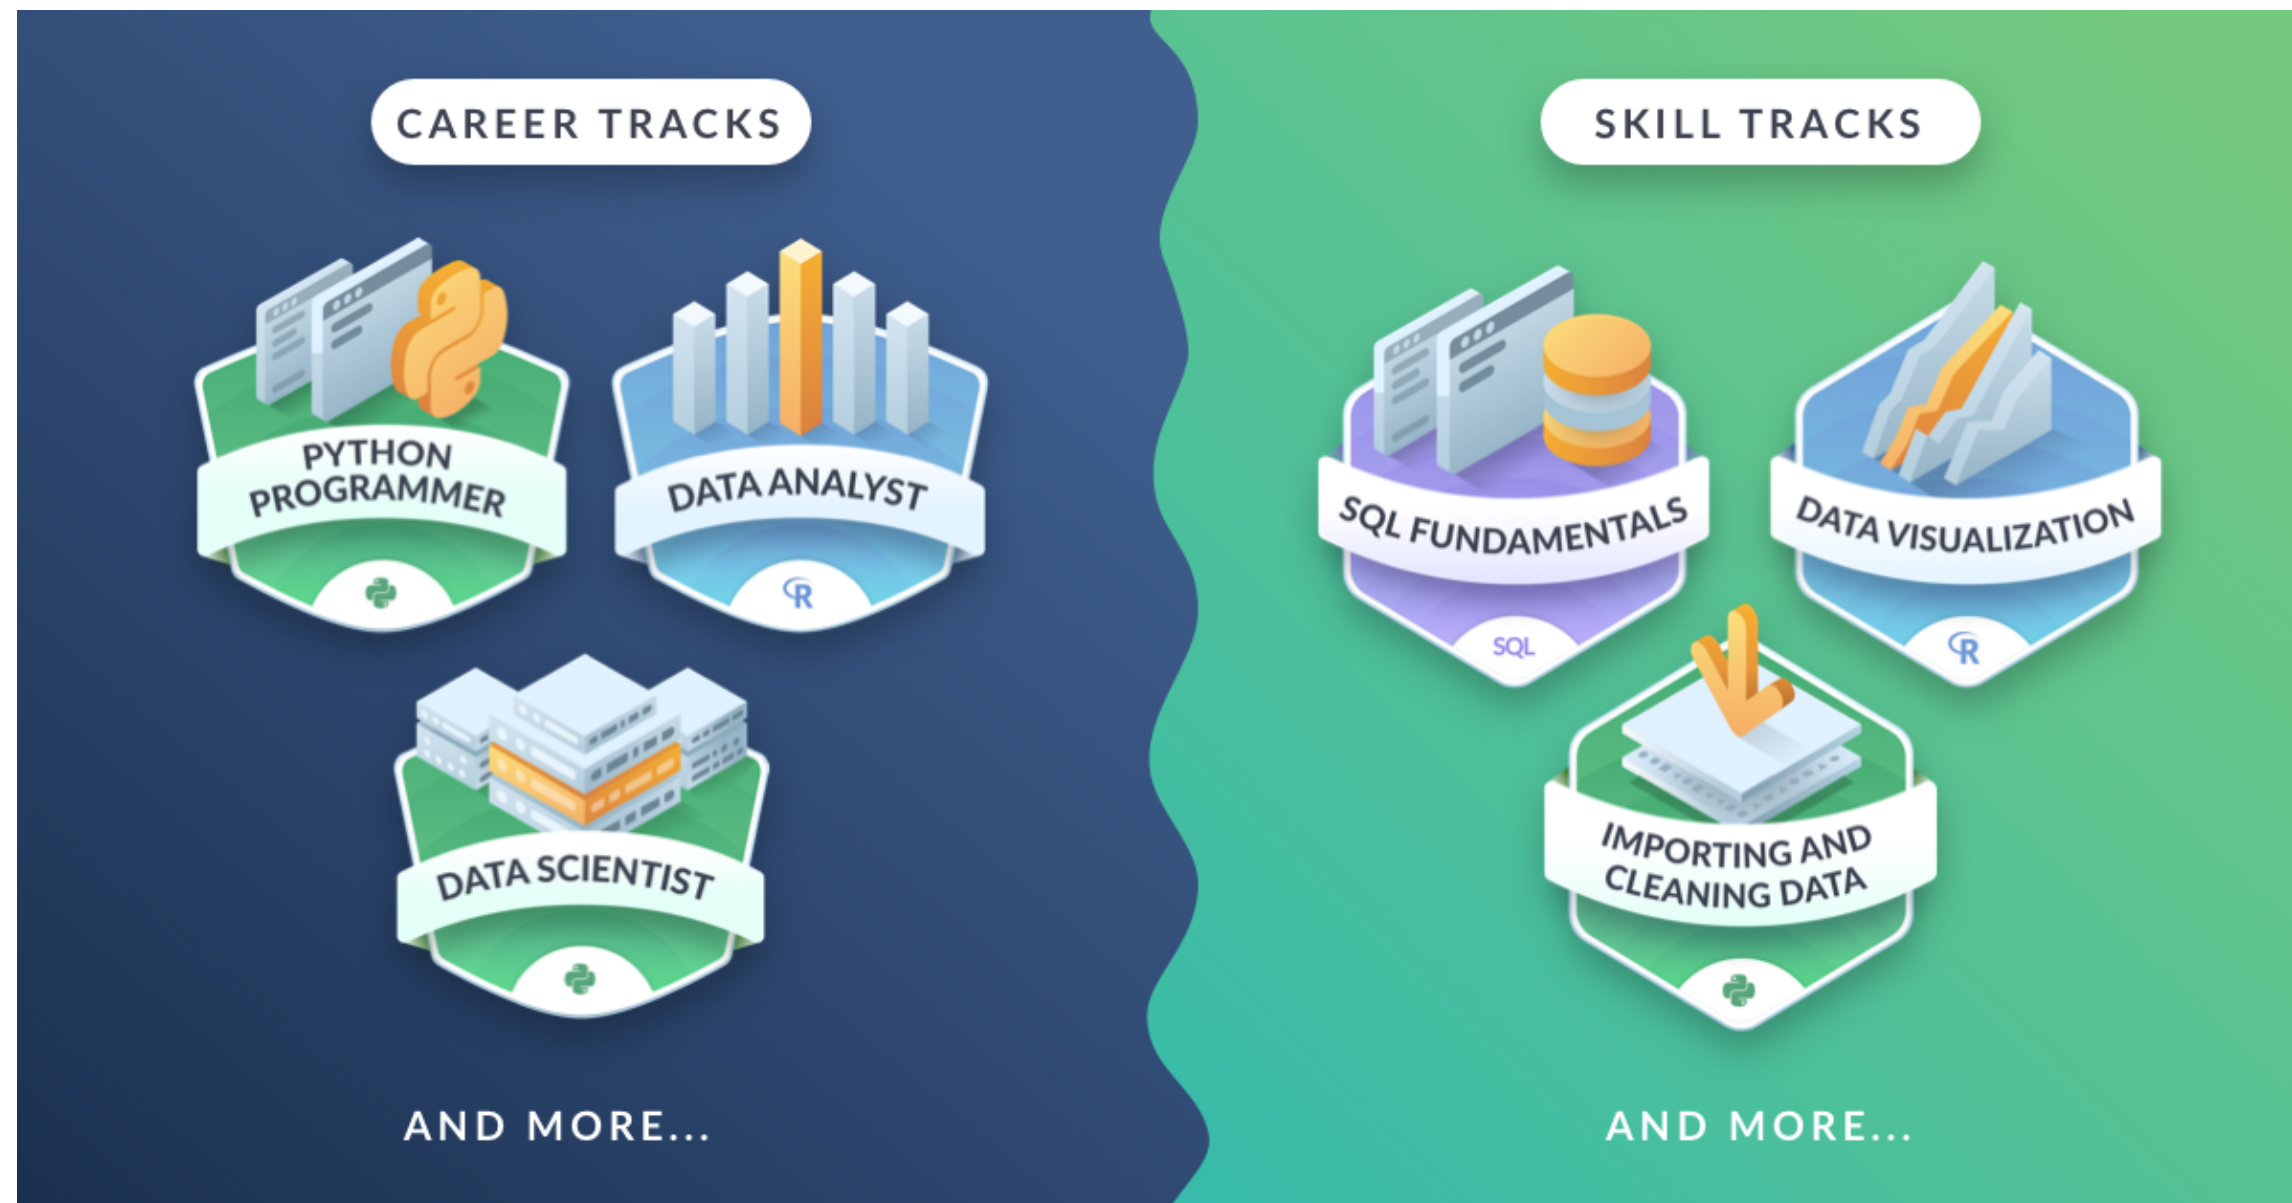 CAREER TRACKS
PYTHON
PROGRAMMER
DATA ANALYST
R
DATA SCIENTIST
AND MORE...
SKILL TRACKS
SQL FUNDAMENTALS
SQL
DATA VISUALIZATION
R
IMPORTING AND
CLEANING DATA
AND MORE...